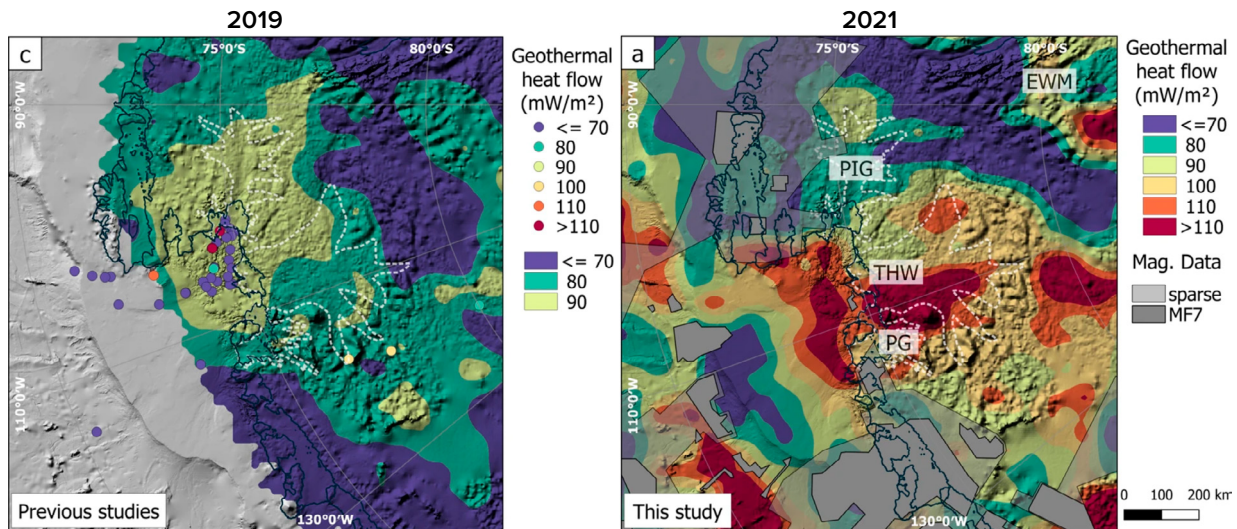 2019
c
75°0'S
80°0'S
90°0'W
110°0'W
130°0'W
Previous studies
Geothermal
heat flow
(mW/m²)
<= 70
80
90
100
110
>110
<= 70
80
90
2021
a
75°0'S
80°0'S
90°0'W
110°0'W
130°0'W
EWM
PIG
THW
PG
This study
Geothermal
heat flow
(mW/m²)
<=70
80
90
100
110
>110
Mag. Data
sparse
MF7
0 100 200 km